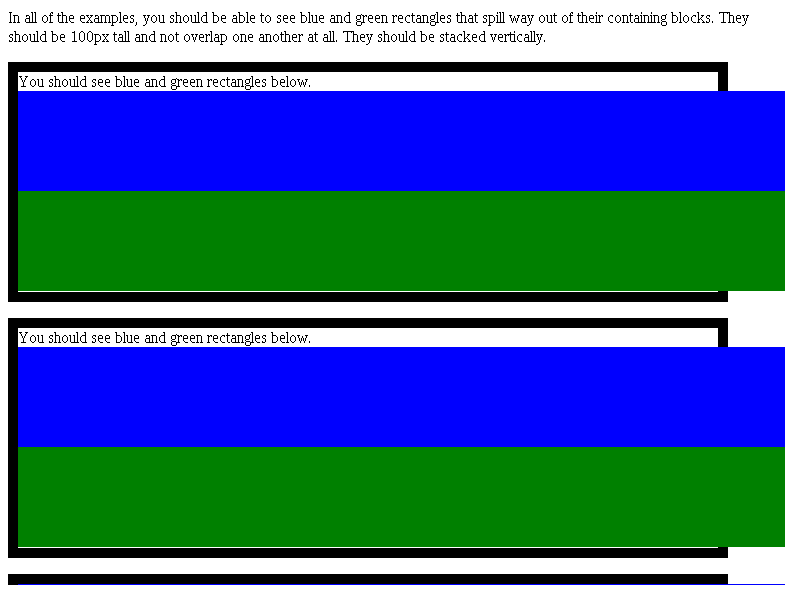 In all of the examples, you should be able to see blue and green rectangles that spill way out of their containing blocks. They
should be 100px tall and not overlap one another at all. They should be stacked vertically.
You should see blue and green rectangles below.
You should see blue and green rectangles below.